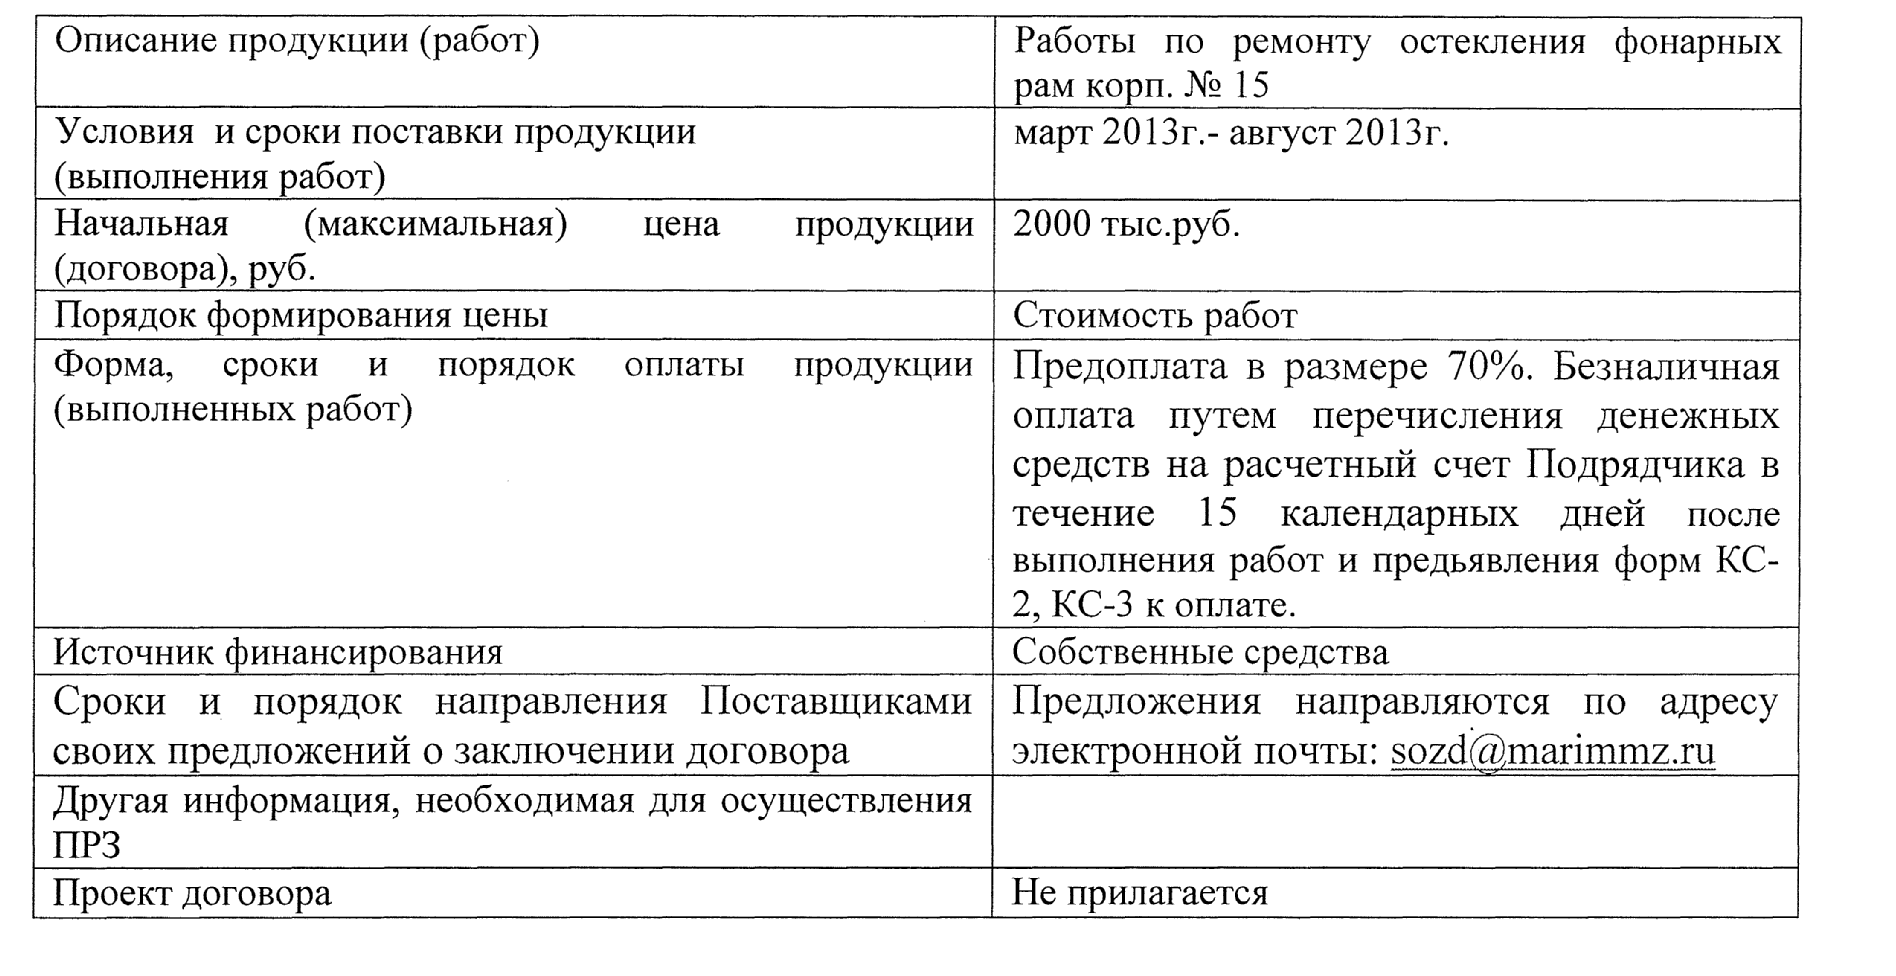 Описание продукции (работ)
Работы по ремонту остекления фонарных
рам корп. № 15
Условия и сроки поставки продукции
(выполнения работ)
март 2013г.- август 2013г.
Начальная (максимальная) цена продукции
(договора), руб.
2000 тыс.руб.
Порядок формирования цены
Стоимость работ
Форма, сроки и порядок оплаты продукции
(выполненных работ)
Предоплата в размере 70%. Безналичная
оплата путем перечисления денежных
средств на расчетный счет Подрядчика в
течение 15 календарных дней после
выполнения работ и предьявления форм КС-
2, КС-3 к оплате.
Источник финансирования
Собственные средства
Сроки и порядок направления Поставщиками
своих предложений о заключении договора
Предложения направляются по адресу
электронной почты: sozd@marimmz.ru
Другая информация, необходимая для осуществления
ПРЗ
Проект договора
Не прилагается